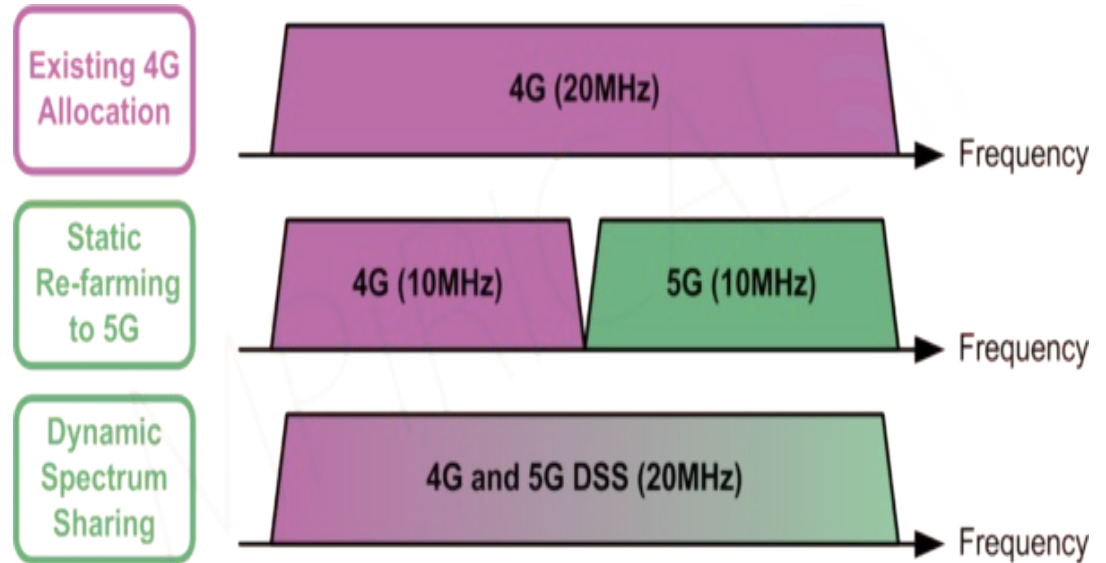 Existing 4G
Allocation
4G (20MHz)
Frequency
Static
Re-farming
to 5G
4G (10MHz)
5G (10MHz)
Frequency
Dynamic
Spectrum
Sharing
4G and 5G DSS (20MHz)
Frequency
MPIRICAL